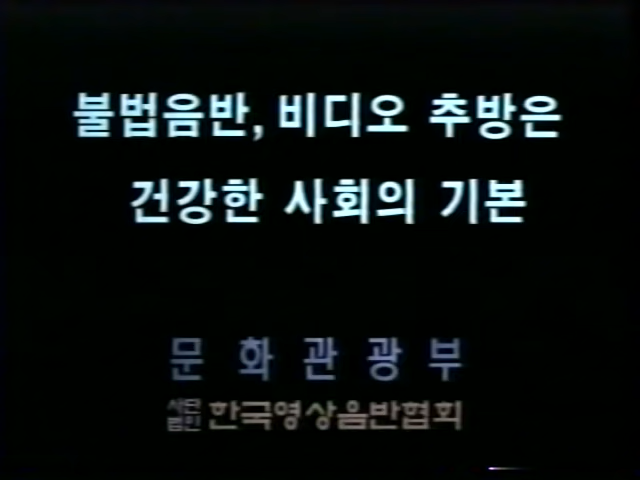 불법음반, 비디오 추방은
건강한 사회의 기본
문화관광부
사단법인 한국영상음반협회